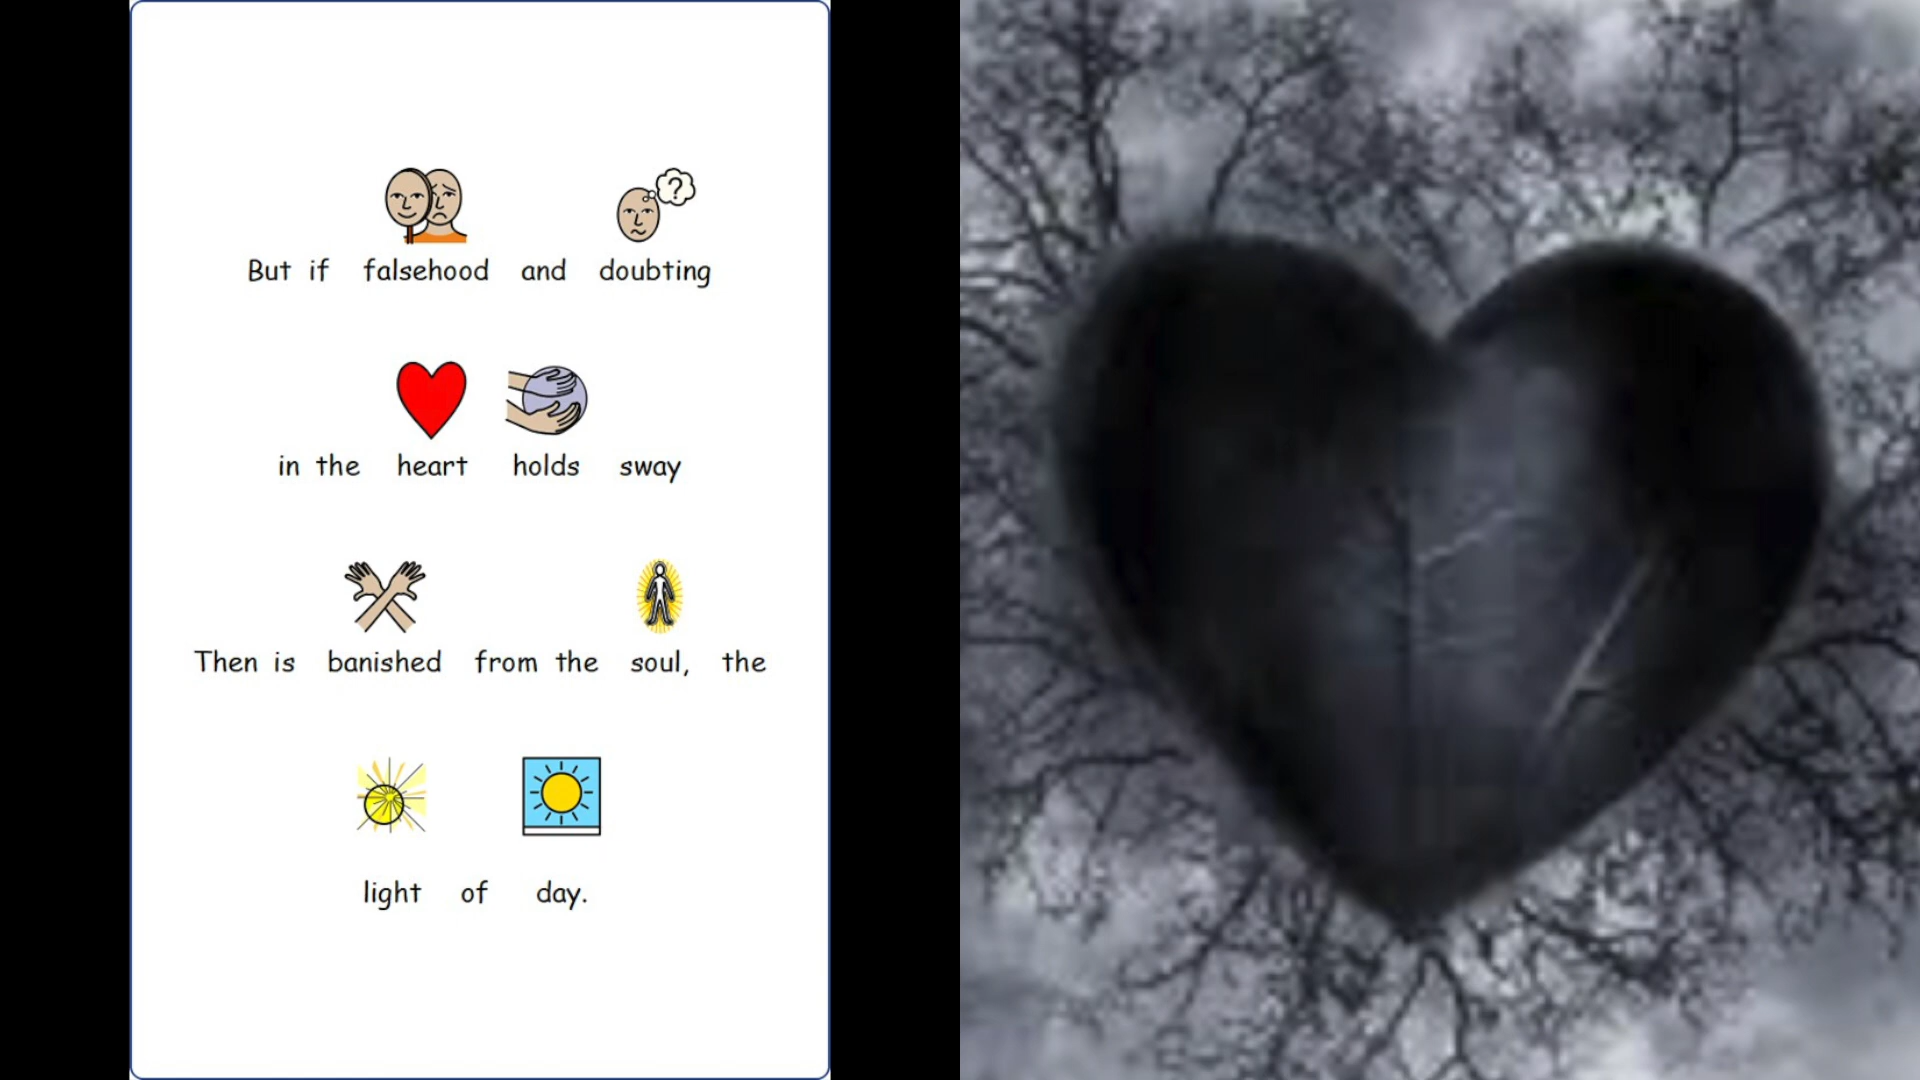 But if falsehood and doubting
in the heart holds sway
Then is banished from the soul, the
light of day.